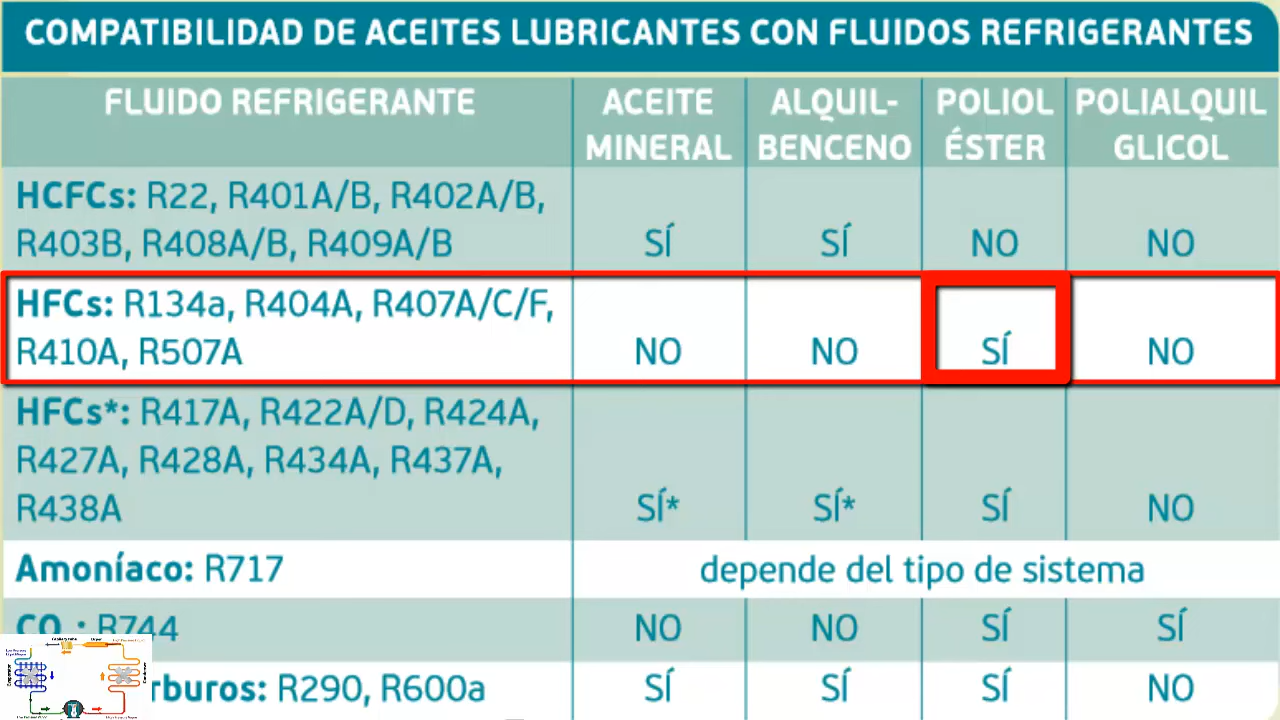 COMPATIBILIDAD DE ACEITES LUBRICANTES CON FLUIDOS REFRIGERANTES
FLUIDO REFRIGERANTE
ACEITE
MINERAL
ALQUIL-
BENCENO
POLIOL
ÉSTER
POLIALQUIL
GLICOL
HCFCs: R22, R401A/B, R402A/B,
R403B, R408A/B, R409A/B
SÍ
SÍ
NO
NO
HFCs: R134a, R404A, R407A/C/F,
R410A, R507A
NO
NO
SÍ
NO
HFCs*: R417A, R422A/D, R424A,
R427A, R428A, R434A, R437A,
R438A
SÍ*
SÍ*
SÍ
NO
Amoníaco: R717
depende del tipo de sistema
CO₂: R744
NO
NO
SÍ
SÍ
rburos: R290, R600a
SÍ
SÍ
SÍ
NO